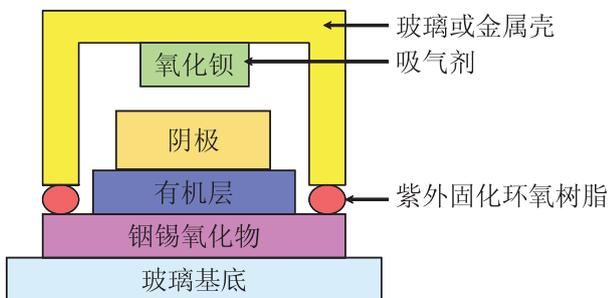 玻璃或金属壳
氧化钡
吸气剂
阴极
有机层
紫外固化环氧树脂
铟锡氧化物
玻璃基底